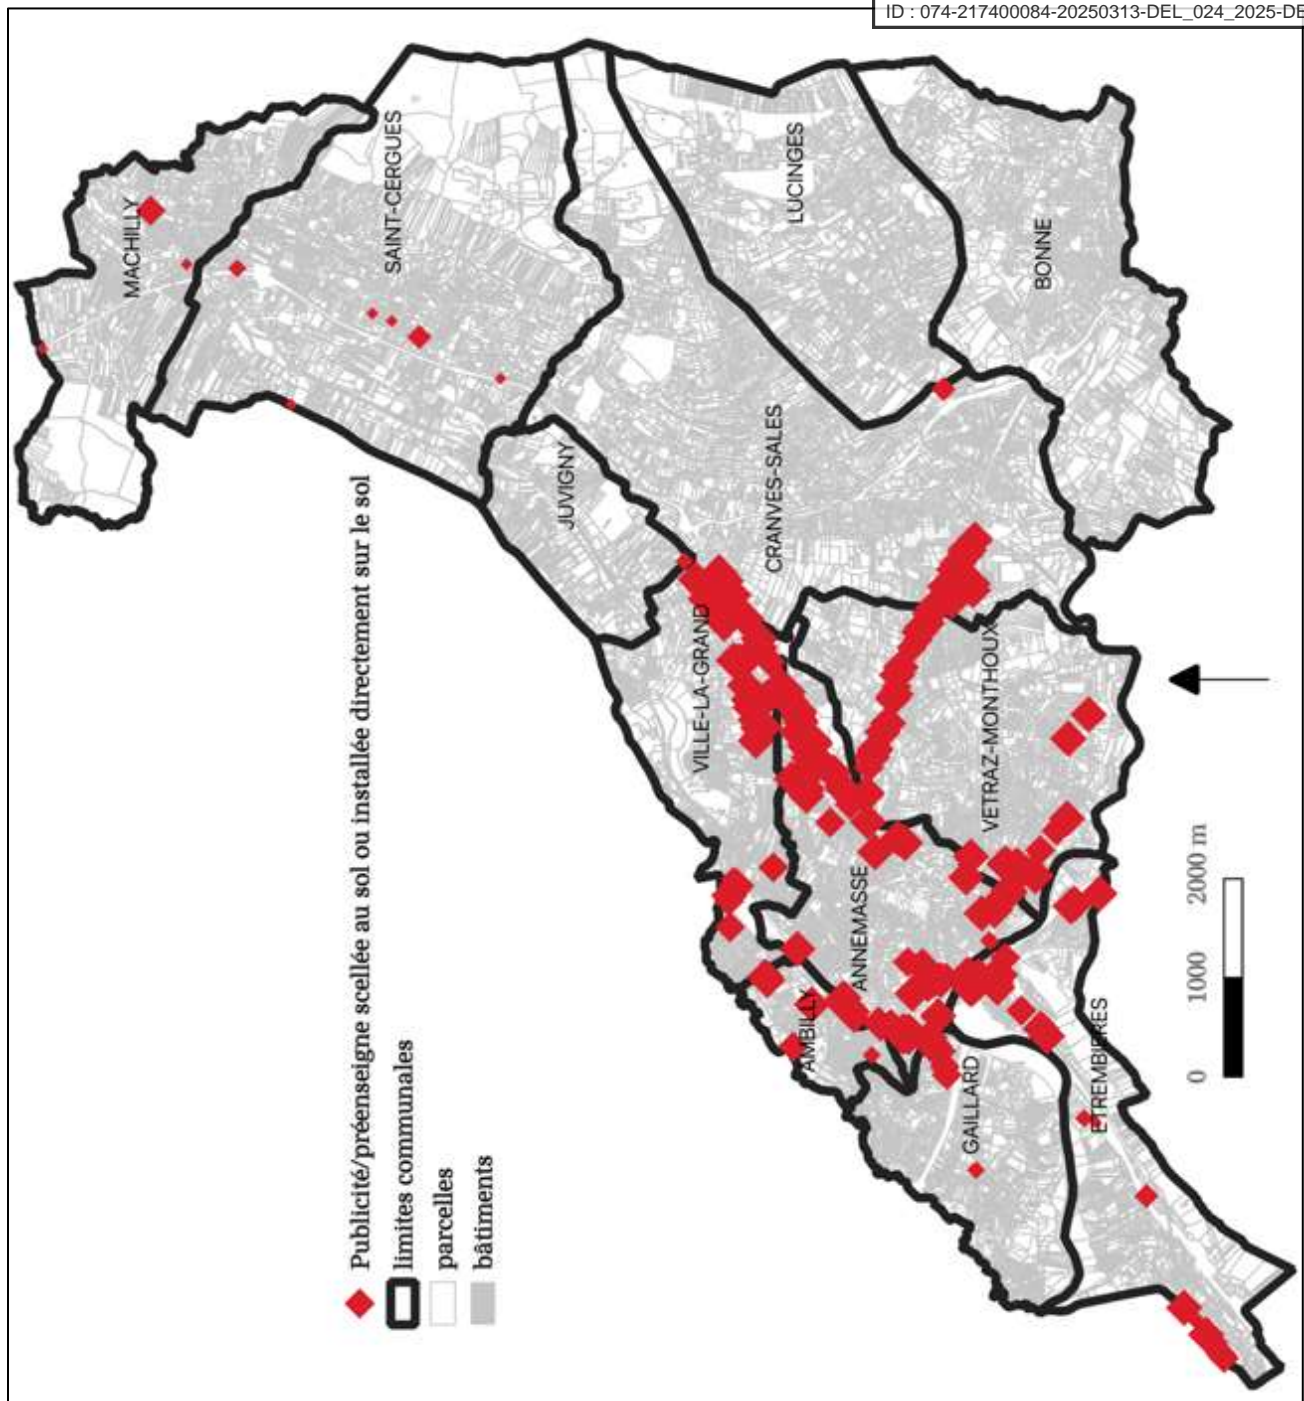 ID : 074-217400084-20250313-DEL_024_2025-DE
MACHILLY
SAINT-CERGUES
LUCINGES
BONNE
JUVIGNY
CRANVES-SALES
VILLE-LA-GRAND
VETRAZ-MONTHOUX
ANNEMASSE
AMBILLY
GAILLARD
ETREMBIERES
Publicité/préenseigne scellée au sol ou installée directement sur le sol
limites communales
parcelles
bâtiments
0 1000 2000 m